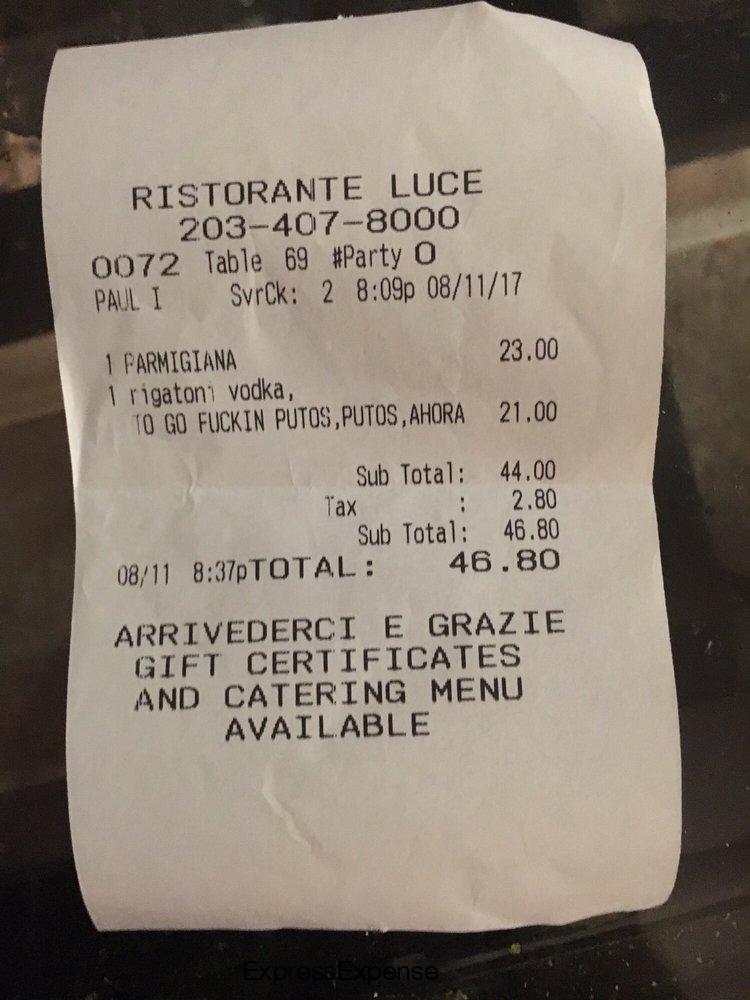 RISTORANTE LUCE
203-407-8000
0072 Table 69 #Party 0
PAUL I SvrCk: 2 8:09p 08/11/17
1 PARMIGIANA 23.00
1 rigatoni vodka,
TO GO FUCKIN PUTOS,PUTOS,AHORA 21.00
Sub Total: 44.00
Tax : 2.80
Sub Total: 46.80
08/11 8:37pTOTAL: 46.80
ARRIVEDERCI E GRAZIE
GIFT CERTIFICATES
AND CATERING MENU
AVAILABLE
ExpressExpense